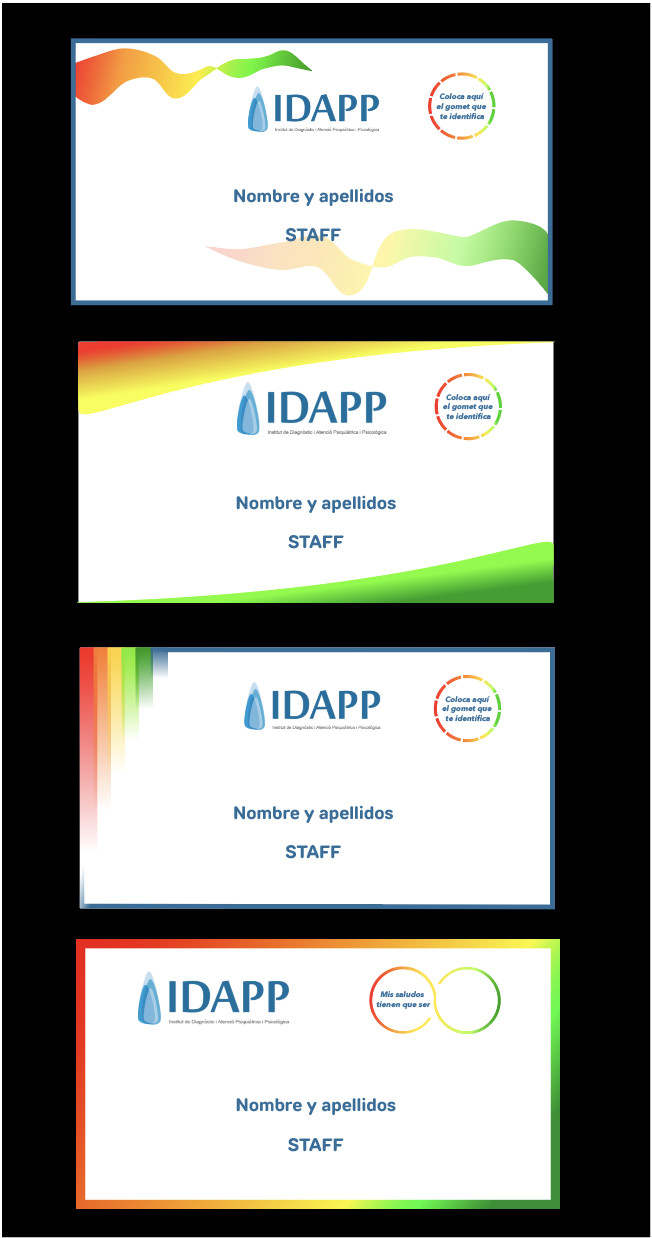 IDAPP
Institut de Diagnòstic i Atenció Psiquiàtrica i Psicològica
Coloca aquí
el gomet que
te identifica
Nombre y apellidos
STAFF
IDAPP
Institut de Diagnòstic i Atenció Psiquiàtrica i Psicològica
Coloca aquí
el gomet que
te identifica
Nombre y apellidos
STAFF
IDAPP
Institut de Diagnòstic i Atenció Psiquiàtrica i Psicològica
Coloca aquí
el gomet que
te identifica
Nombre y apellidos
STAFF
IDAPP
Institut de Diagnòstic i Atenció Psiquiàtrica i Psicològica
Mis saludos
tienen que ser
Nombre y apellidos
STAFF